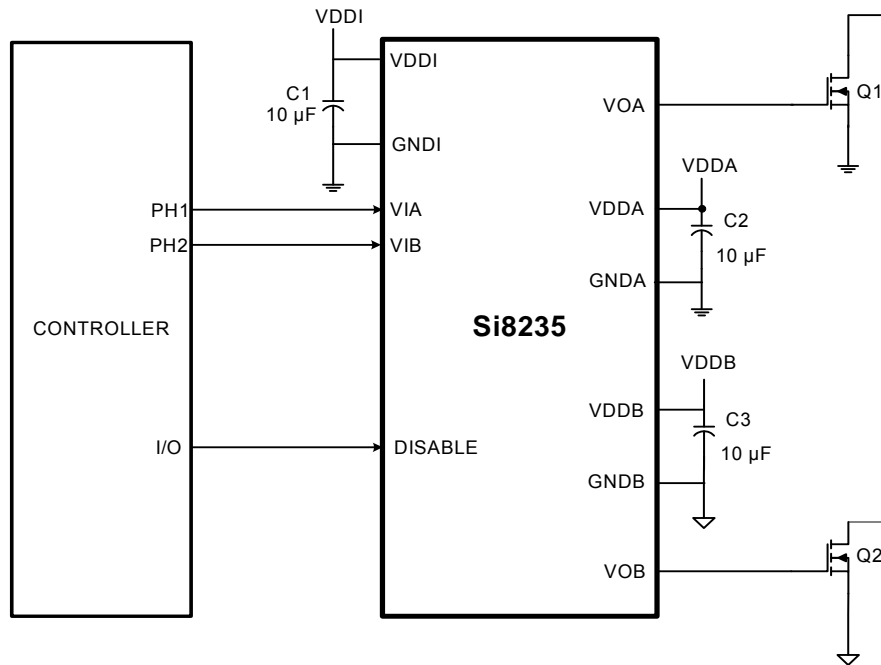 VDDI
VDDI
C1
10 µF
GNDI
PH1
VIA
PH2
VIB
CONTROLLER
I/O
DISABLE
Si8235
VOA
Q1
VDDA
VDDA
C2
10 µF
GNDA
VDDB
VDDB
C3
10 µF
GNDB
VOB
Q2